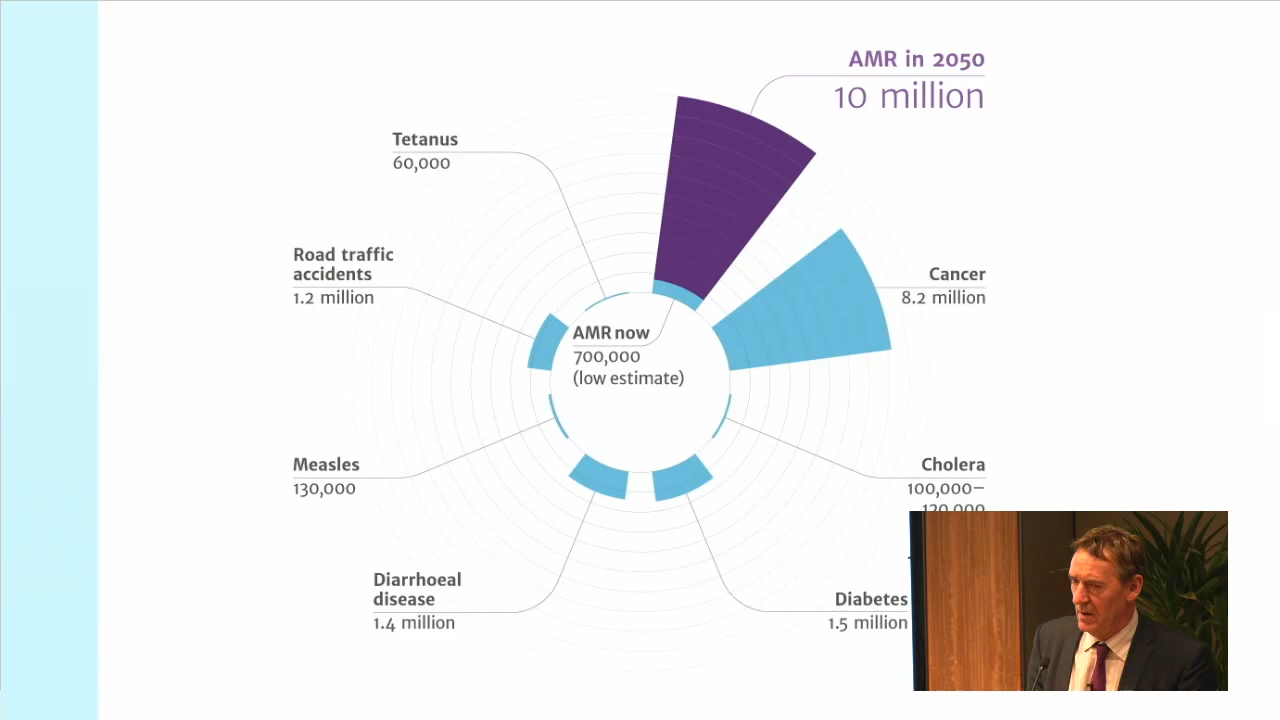 AMR in 2050
10 million
Tetanus
60,000
Road traffic
accidents
1.2 million
Cancer
8.2 million
AMR now
700,000
(low estimate)
Measles
130,000
Cholera
100,000–
120,000
Diarrhoeal
disease
1.4 million
Diabetes
1.5 million